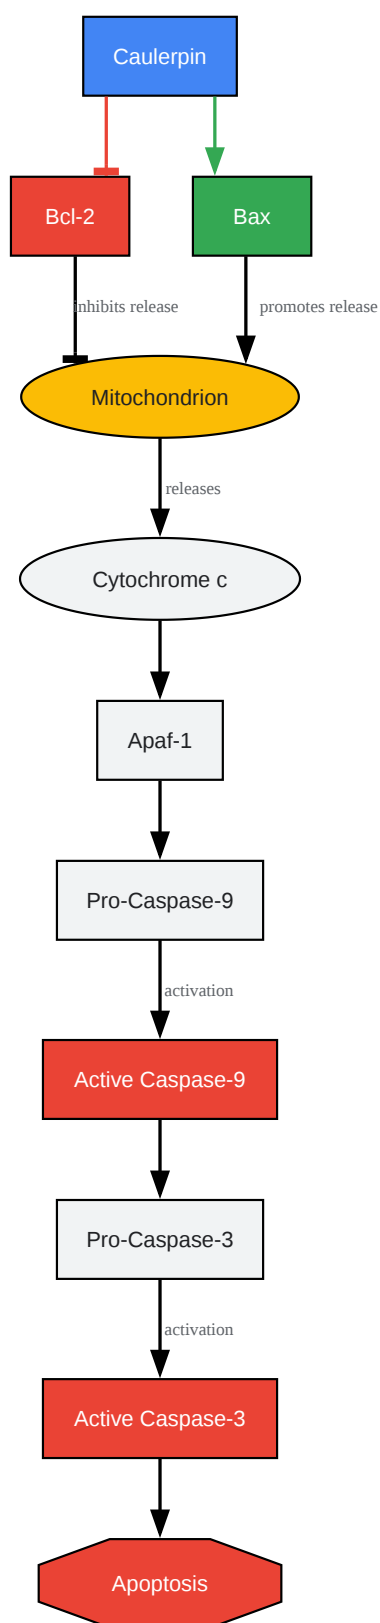 Caulerpin
Bcl-2
Bax
inhibits release
promotes release
Mitochondrion
releases
Cytochrome c
Apaf-1
Pro-Caspase-9
activation
Active Caspase-9
Pro-Caspase-3
activation
Active Caspase-3
Apoptosis